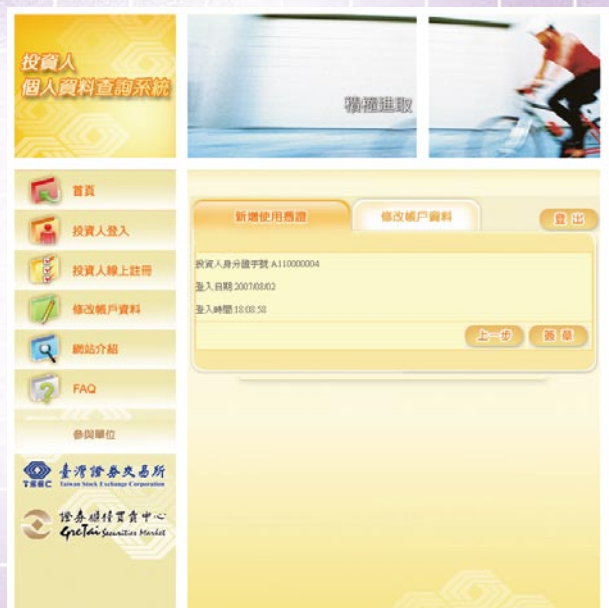 投資人
個人資料查詢系統
積極進取
首頁
投資人登入
投資人線上註冊
修改帳戶資料
網站介紹
FAQ
參與單位
臺灣證券交易所
TSEC Taiwan Stock Exchange Corporation
證券櫃檯買賣中心
GreTai Securities Market
新增使用憑證
修改帳戶資料
登出
投資人身分證字號:A110000004
登入日期:2007/08/02
登入時間:18:08:58
上一步
簽章